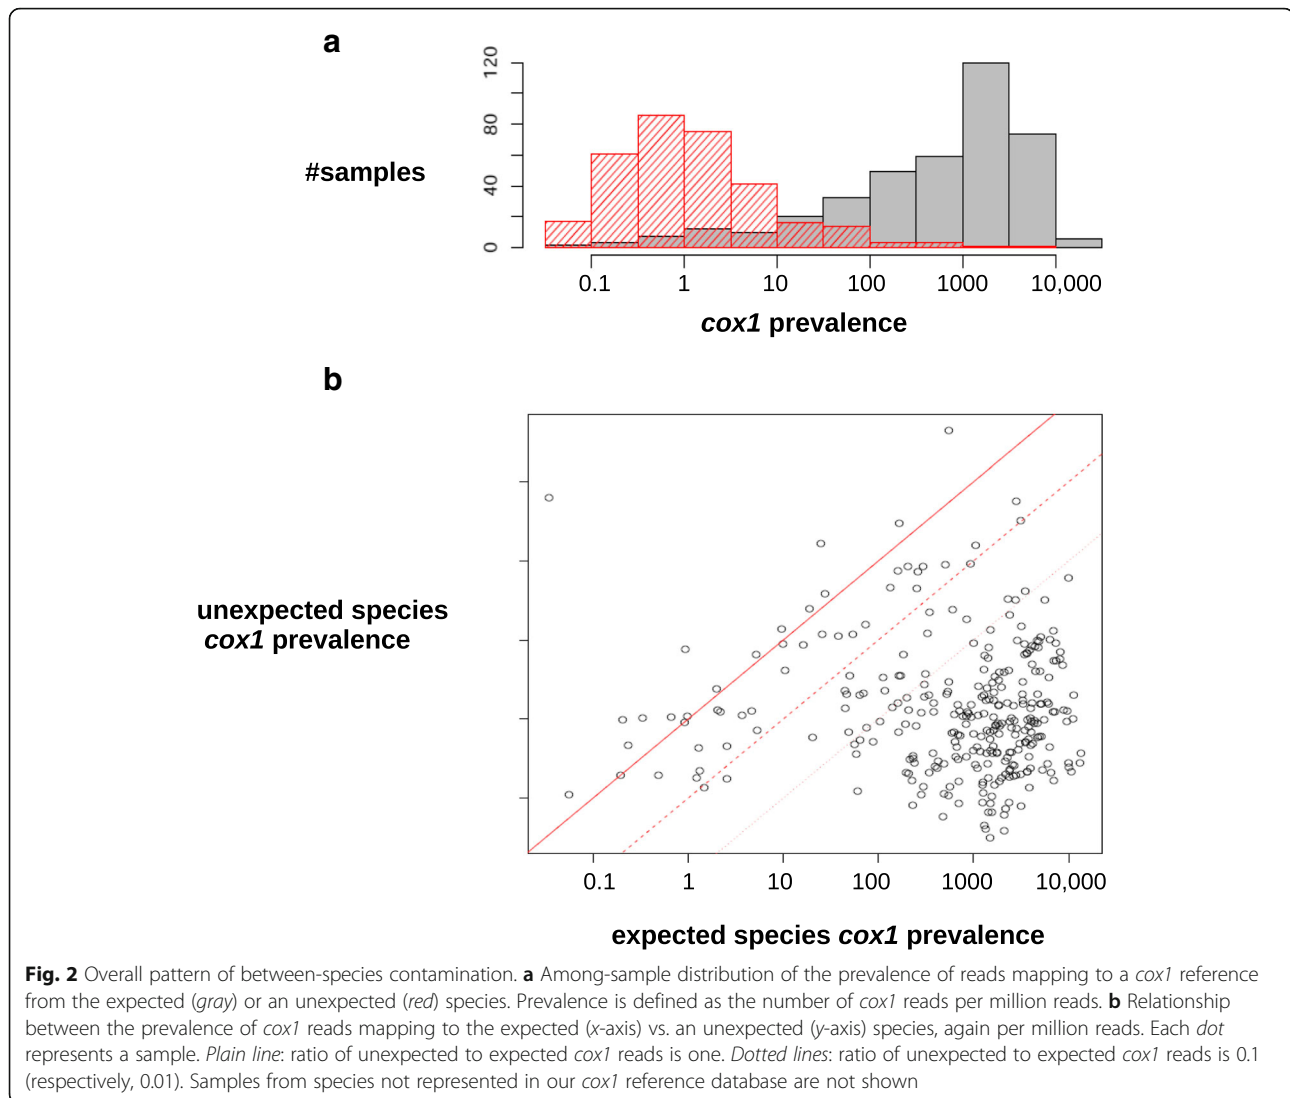 a
120
80
40
0
#samples
0.1 1 10 100 1000 10,000
cox1 prevalence
b
unexpected species
cox1 prevalence
0.1 1 10 100 1000 10,000
expected species cox1 prevalence
Fig. 2 Overall pattern of between-species contamination. a Among-sample distribution of the prevalence of reads mapping to a cox1 reference
from the expected (gray) or an unexpected (red) species. Prevalence is defined as the number of cox1 reads per million reads. b Relationship
between the prevalence of cox1 reads mapping to the expected (x-axis) vs. an unexpected (y-axis) species, again per million reads. Each dot
represents a sample. Plain line: ratio of unexpected to expected cox1 reads is one. Dotted lines: ratio of unexpected to expected cox1 reads is 0.1
(respectively, 0.01). Samples from species not represented in our cox1 reference database are not shown